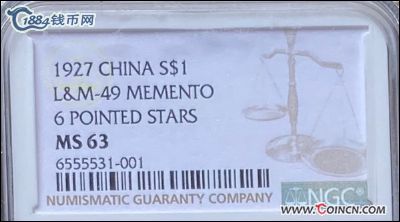 1884钱币网
1927 CHINA S$1
L&M-49 MEMENTO
6 POINTED STARS
MS 63
6555531-001
NUMISMATIC GUARANTY COMPANY
NGC
www.COINCN.com